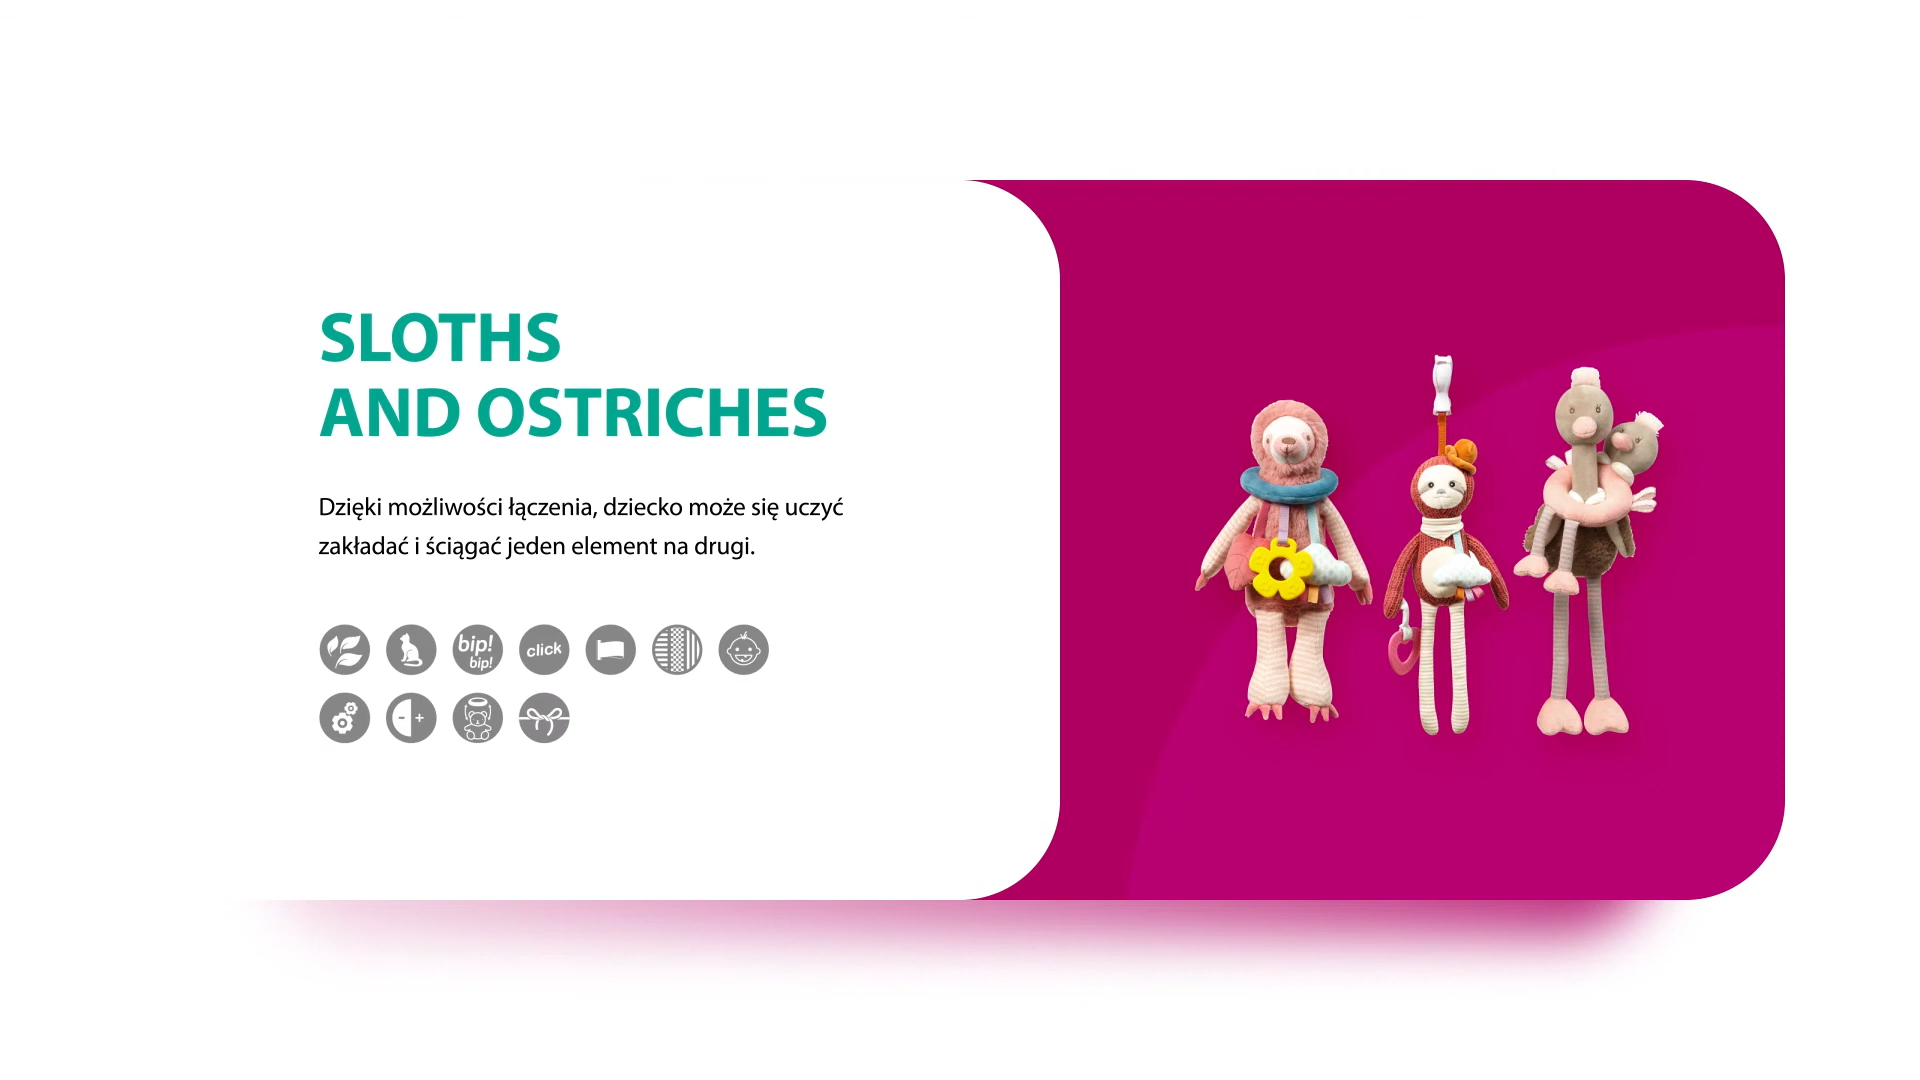 SLOTHS
AND OSTRICHES
Dzięki możliwości łączenia, dziecko może się uczyć
zakładać i ściągać jeden element na drugi.
bip!
bip!
click
- +